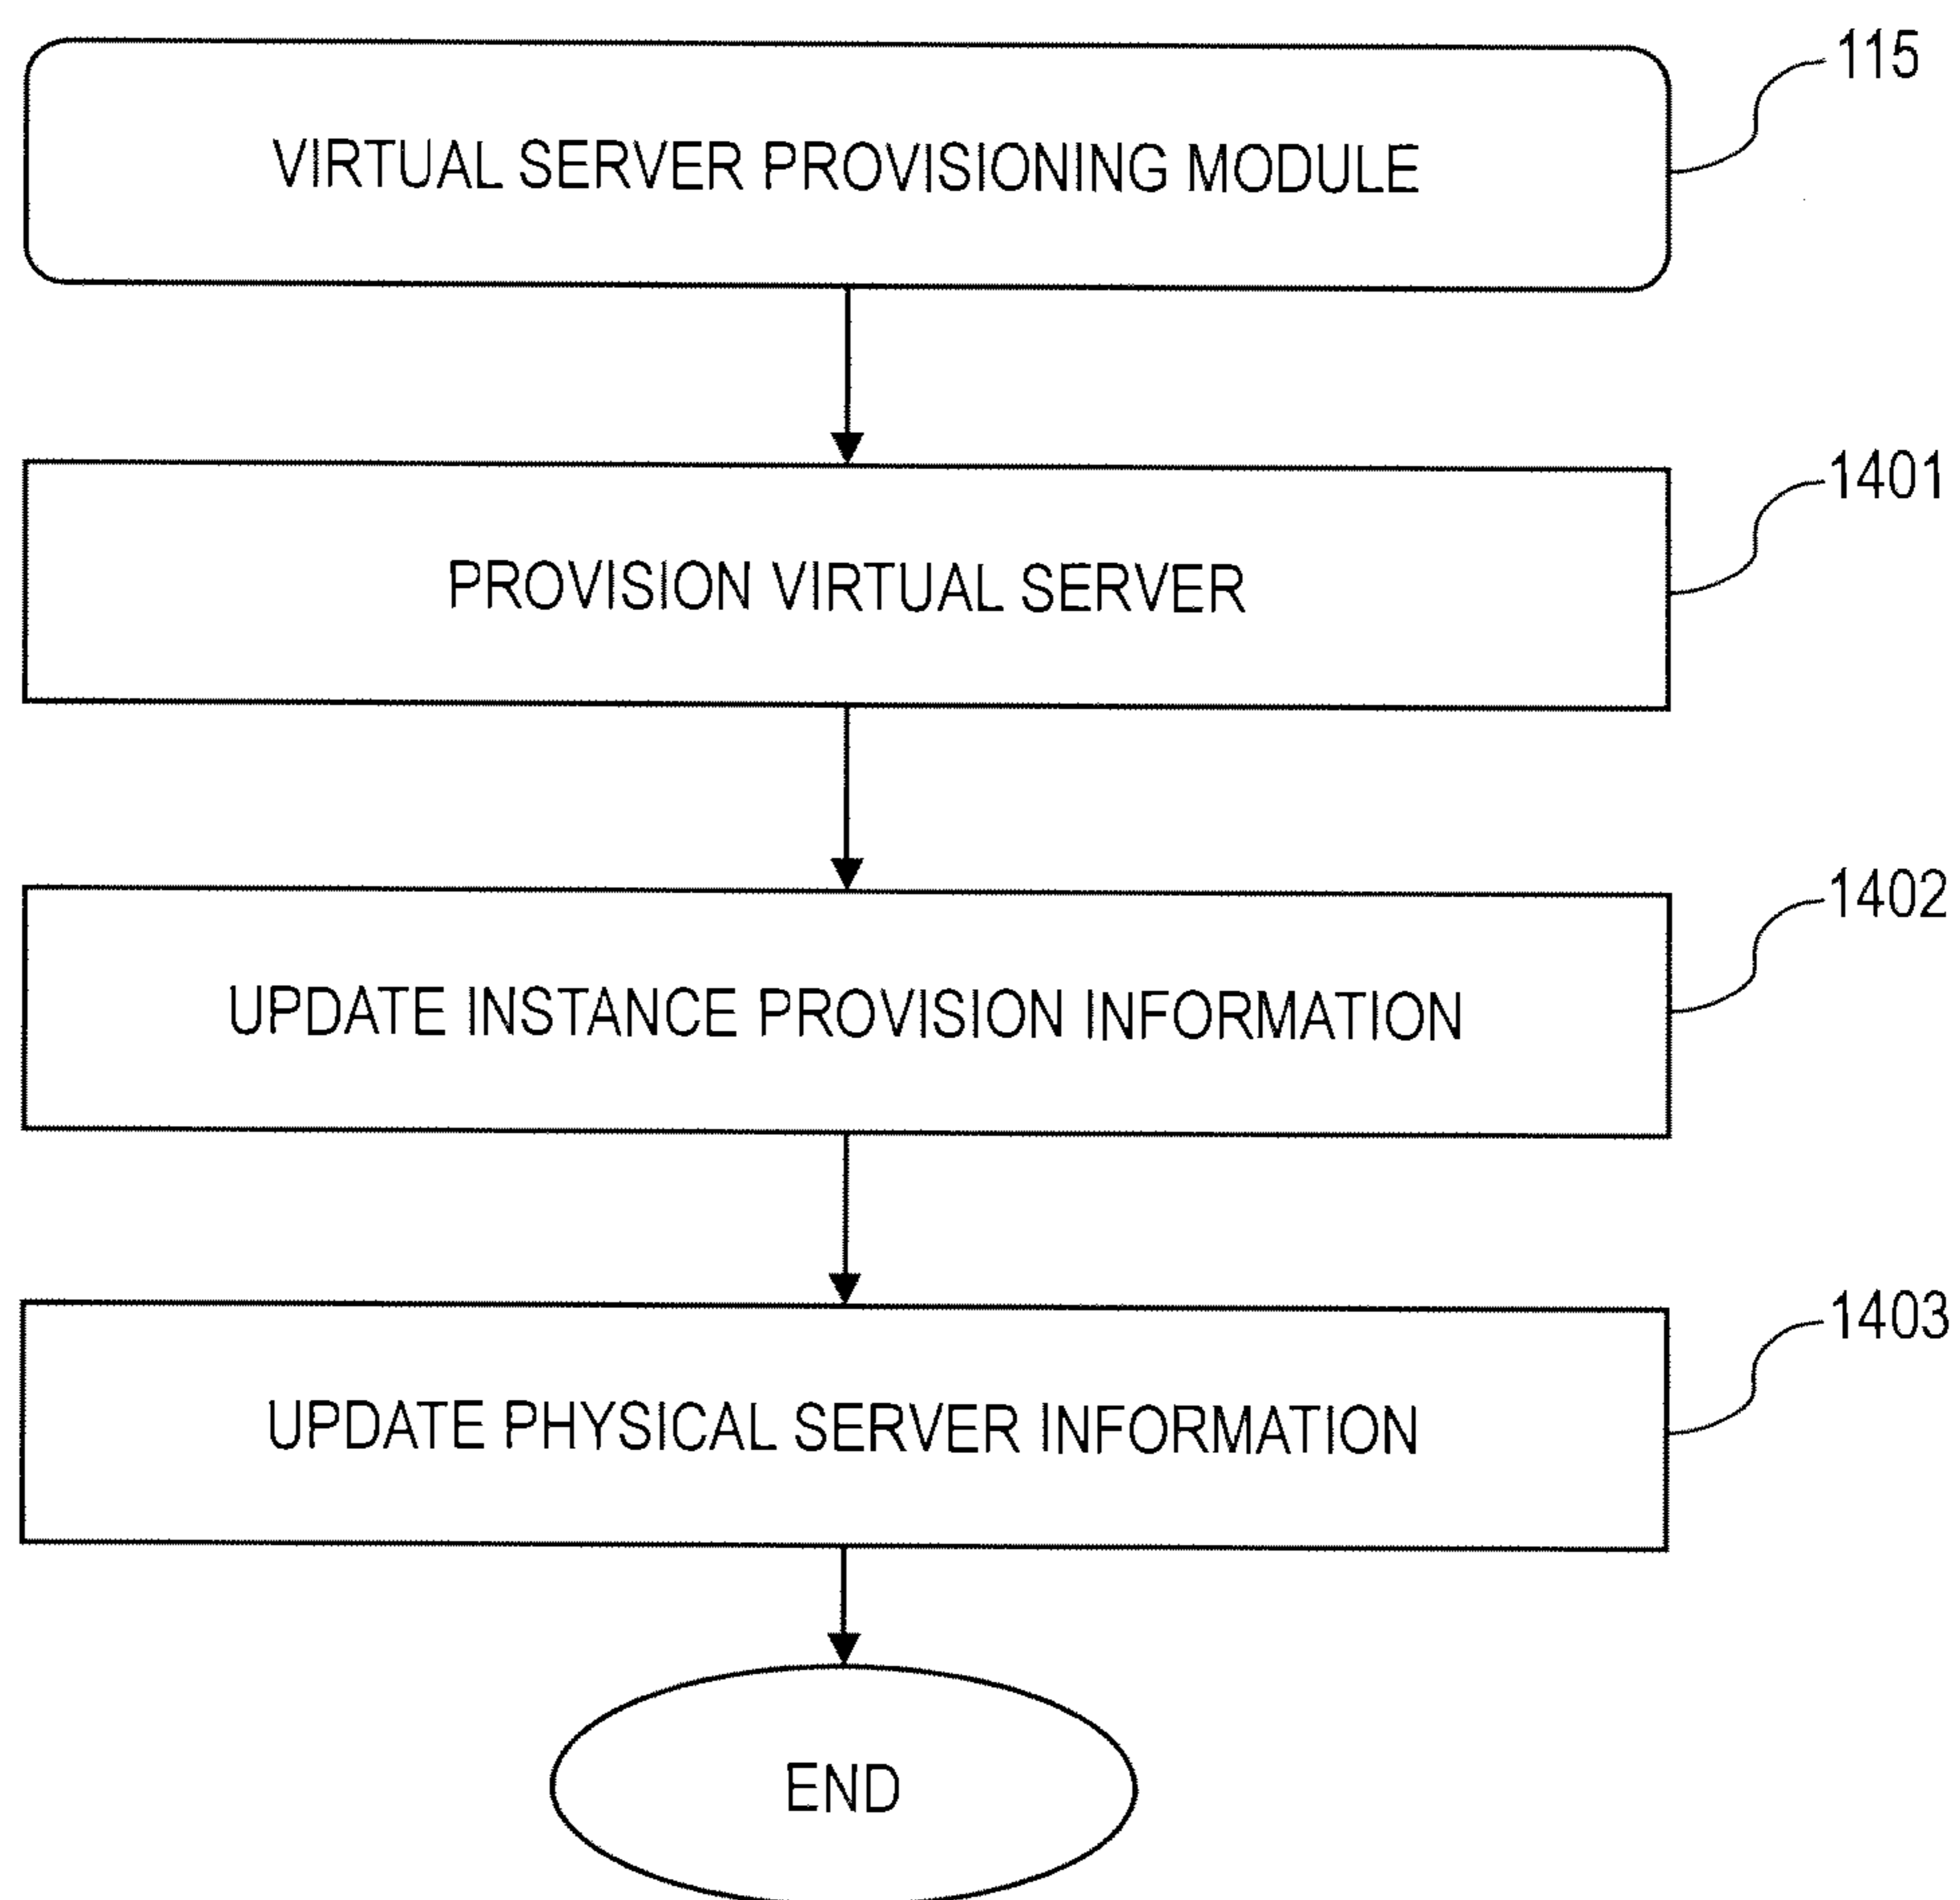 115
VIRTUAL SERVER PROVISIONING MODULE
1401
PROVISION VIRTUAL SERVER
1402
UPDATE INSTANCE PROVISION INFORMATION
1403
UPDATE PHYSICAL SERVER INFORMATION
END